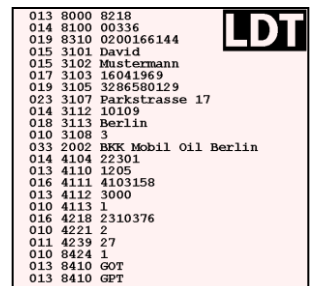 013 8000 8218
014 8100 00336
019 8310 0200166144
015 3101 David
015 3102 Mustermann
017 3103 16041969
019 3105 3286580129
023 3107 Parkstrasse 17
014 3112 10109
018 3113 Berlin
010 3108 3
033 2002 BKK Mobil Oil Berlin
014 4104 22301
013 4110 1205
016 4111 4103158
013 4112 3000
010 4113 1
016 4218 2310376
010 4221 2
011 4239 27
010 8424 1
013 8410 GOT
013 8410 GPT
LDT